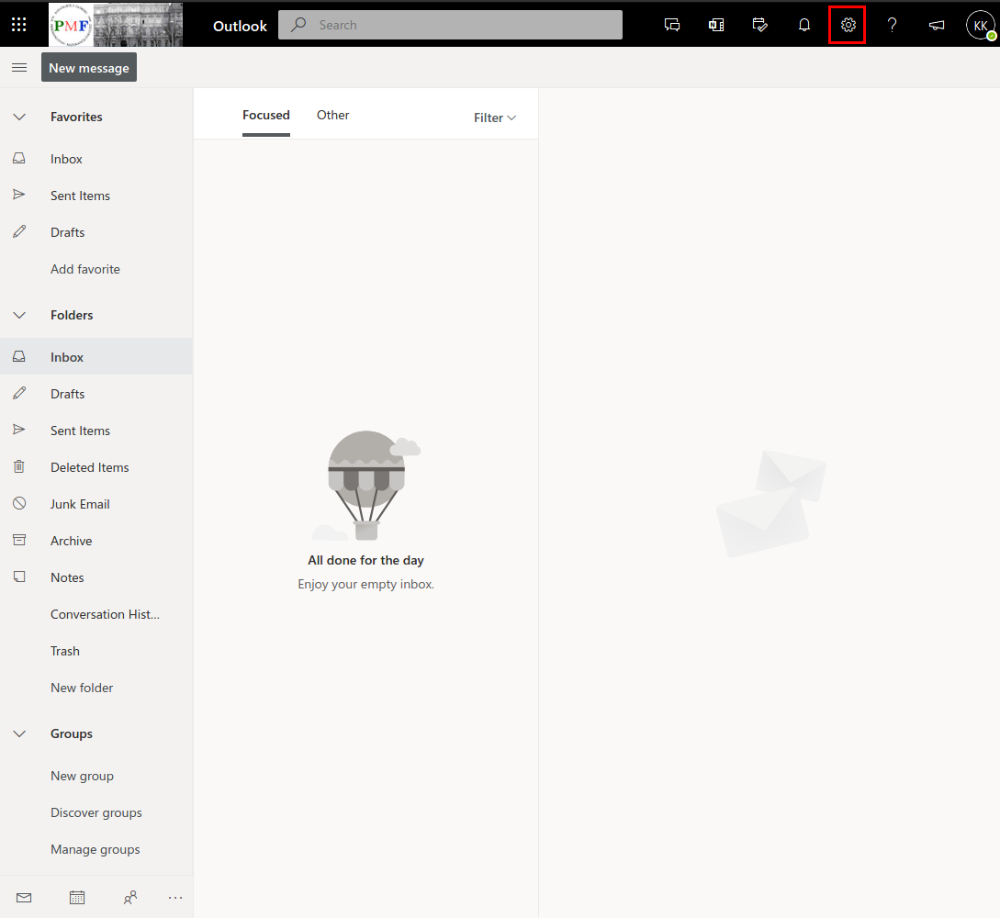 PMF
Outlook
Search
KK
New message
Favorites
Inbox
Sent Items
Drafts
Add favorite
Folders
Inbox
Drafts
Sent Items
Deleted Items
Junk Email
Archive
Notes
Conversation Hist...
Trash
New folder
Groups
New group
Discover groups
Manage groups
Focused
Other
Filter
All done for the day
Enjoy your empty inbox.